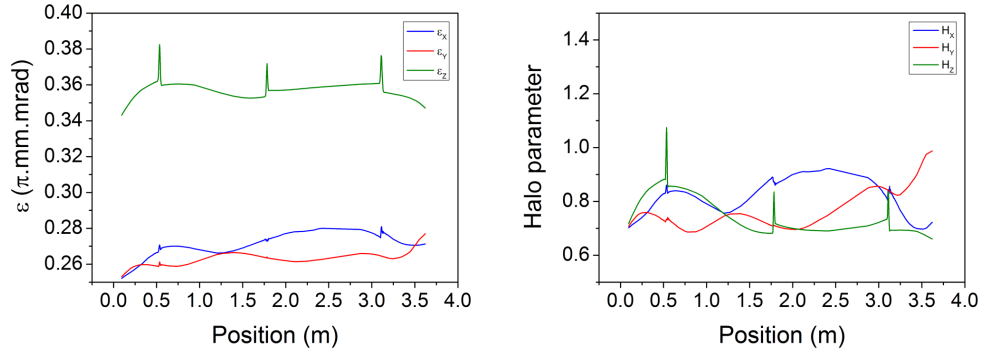 0.40
0.38
0.36
0.34
0.32
0.30
0.28
0.26
ε (π.mm.mrad)
εX
εY
εZ
0.0 0.5 1.0 1.5 2.0 2.5 3.0 3.5 4.0
Position (m)
1.4
1.2
1.0
0.8
0.6
Halo parameter
HX
HY
HZ
0.0 0.5 1.0 1.5 2.0 2.5 3.0 3.5 4.0
Position (m)